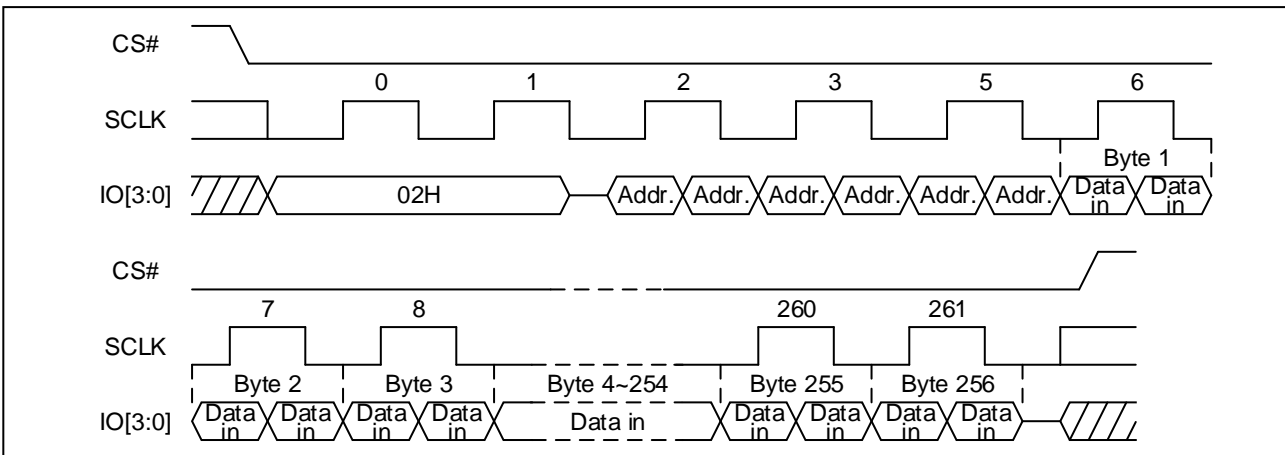 CS#
0 1 2 3 5 6
SCLK
Byte 1
IO[3:0] 02H Addr. Addr. Addr. Addr. Addr. Addr. Data in Data in
CS#
7 8 260 261
SCLK
Byte 2 Byte 3 Byte 4~254 Byte 255 Byte 256
IO[3:0] Data in Data in Data in Data in Data in Data in Data in Data in Data in